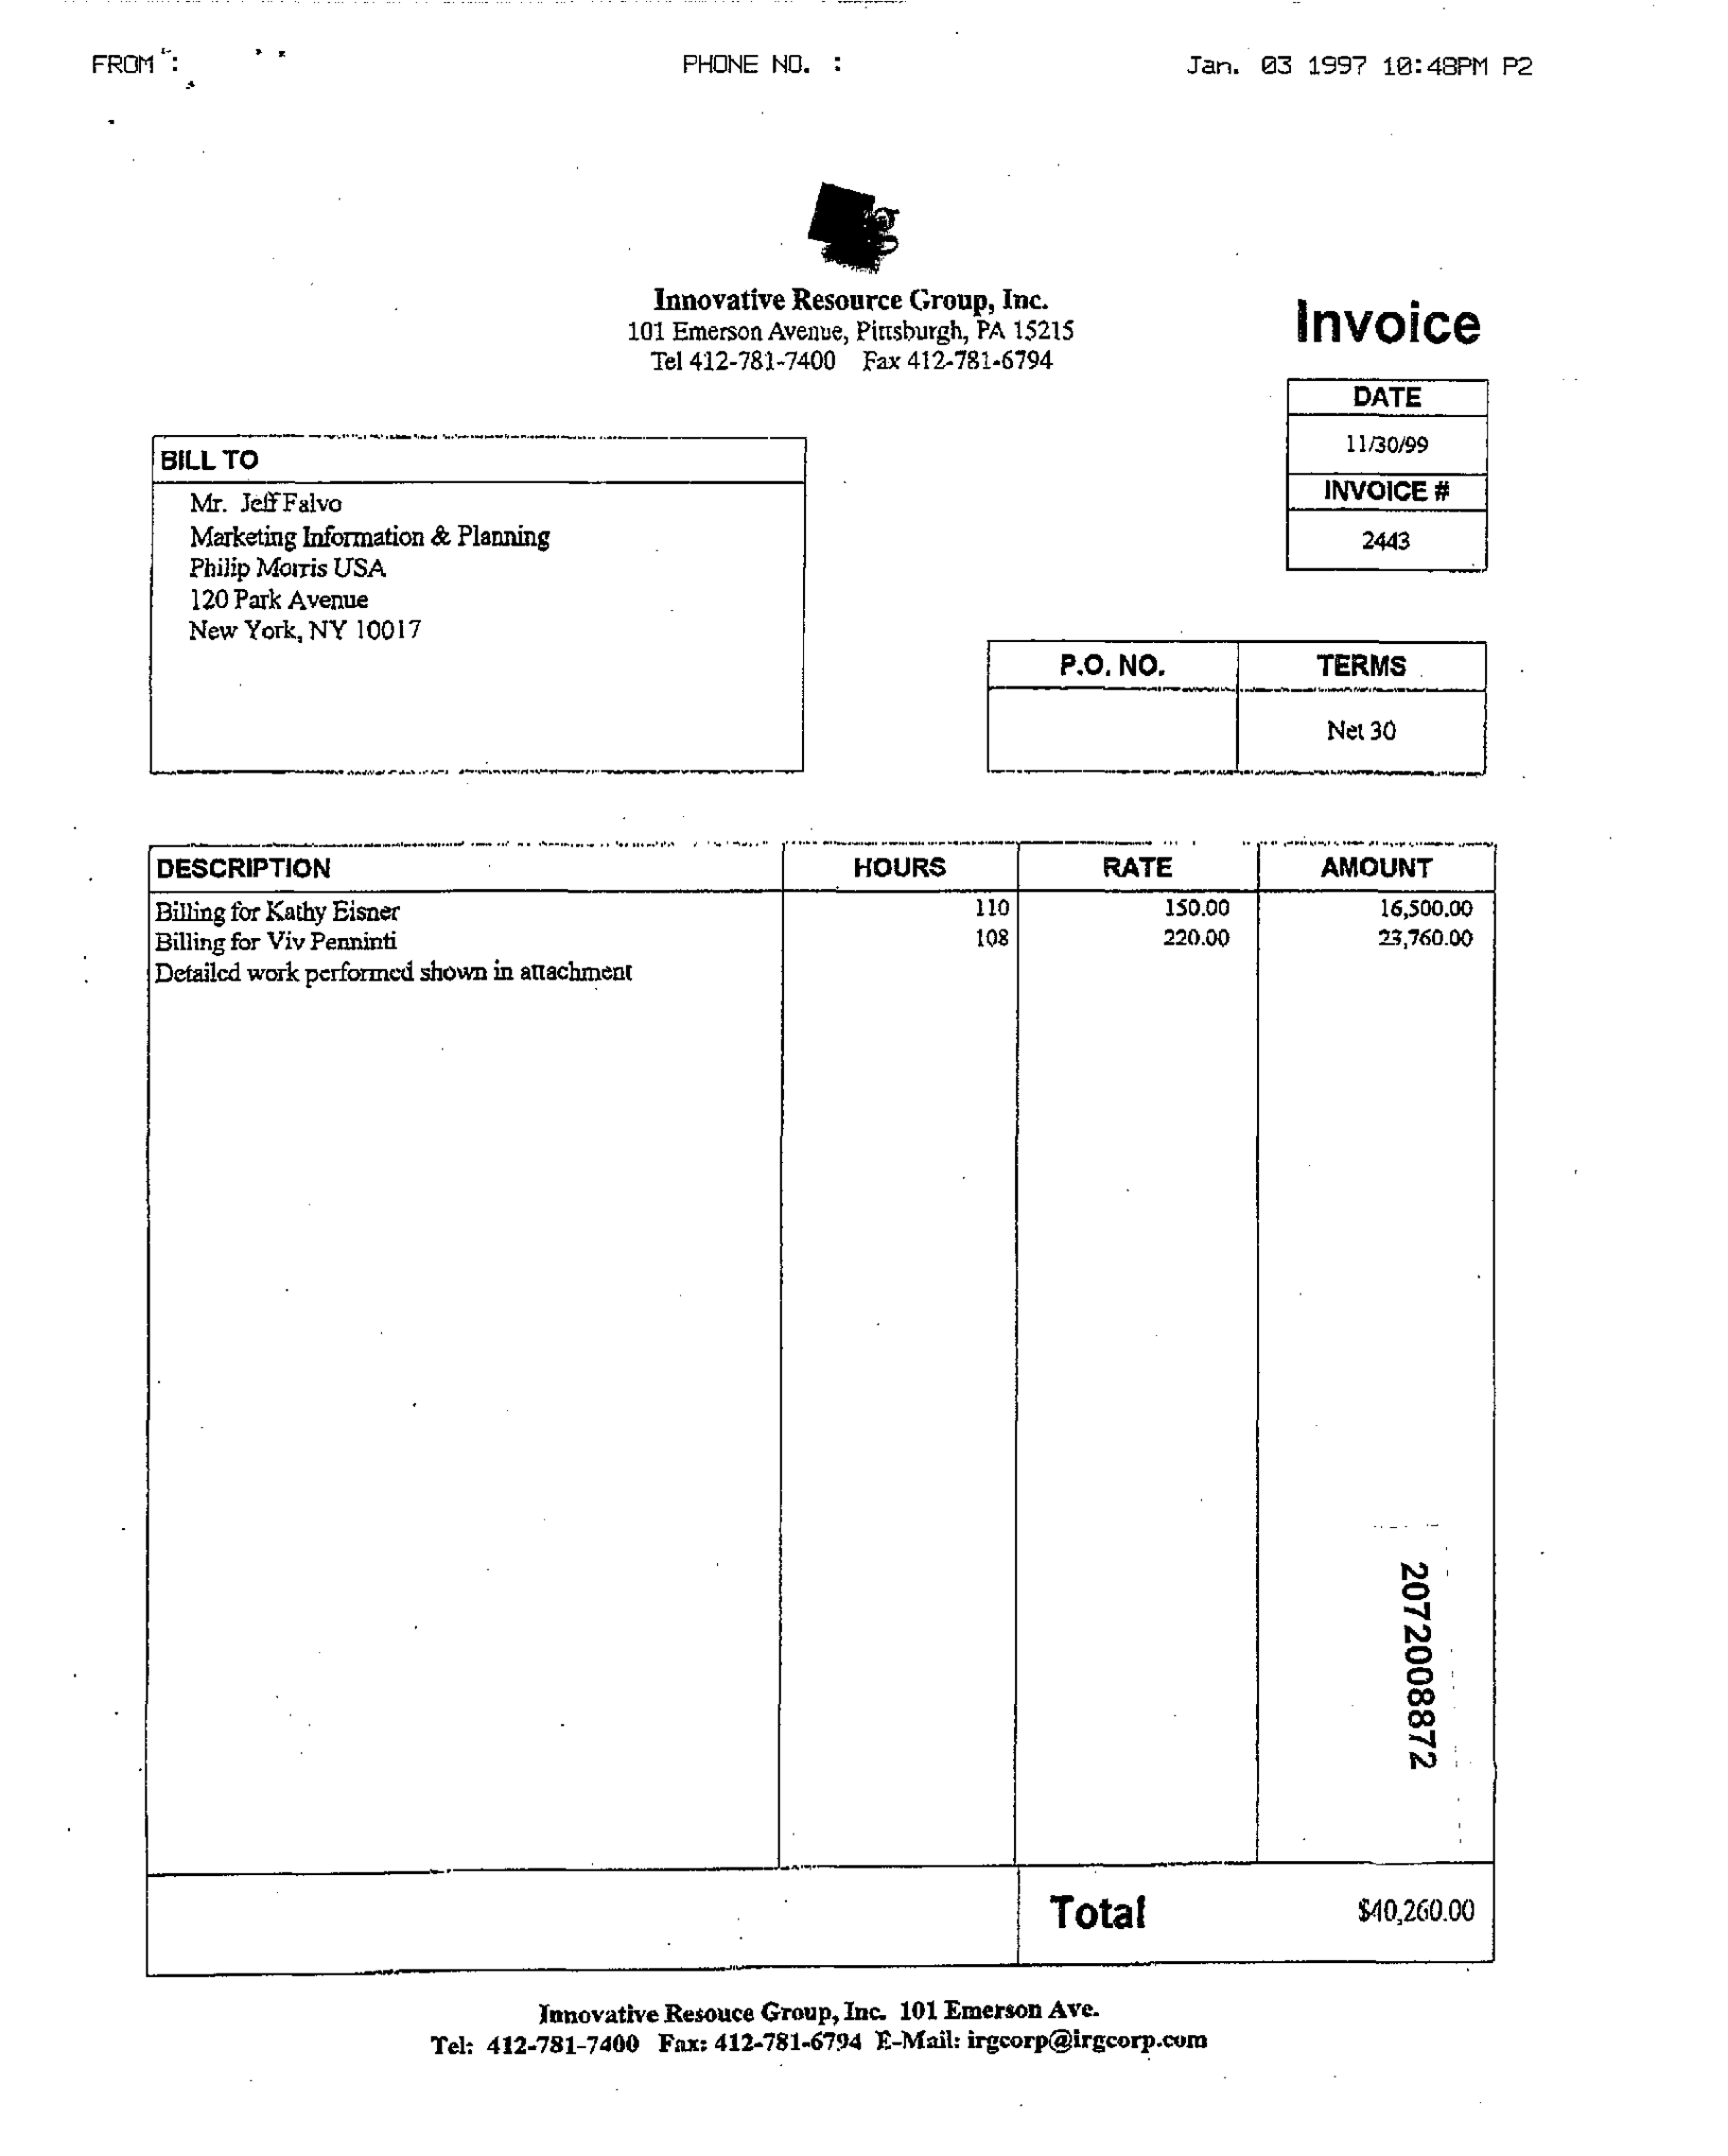 FROM : PHONE NO. : Jan. 03 1997 10:48PM P2
Innovative Resource Group, Inc.
101 Emerson Avenue, Pittsburgh, PA 15215
Tel 412-781-7400 Fax 412-781-6794
Invoice
DATE
11/30/99
INVOICE #
2443
BILL TO
Mr. Jeff Falvo
Marketing Information & Planning
Philip Morris USA
120 Park Avenue
New York, NY 10017
P.O. NO. TERMS
Net 30
DESCRIPTION HOURS RATE AMOUNT
Billing for Kathy Eisner 110 150.00 16,500.00
Billing for Viv Penninti 108 220.00 23,760.00
Detailed work performed shown in attachment
2072008872
Total $40,260.00
Innovative Resouce Group, Inc. 101 Emerson Ave.
Tel: 412-781-7400 Fax: 412-781-6794 E-Mail: irgcorp@irgcorp.com